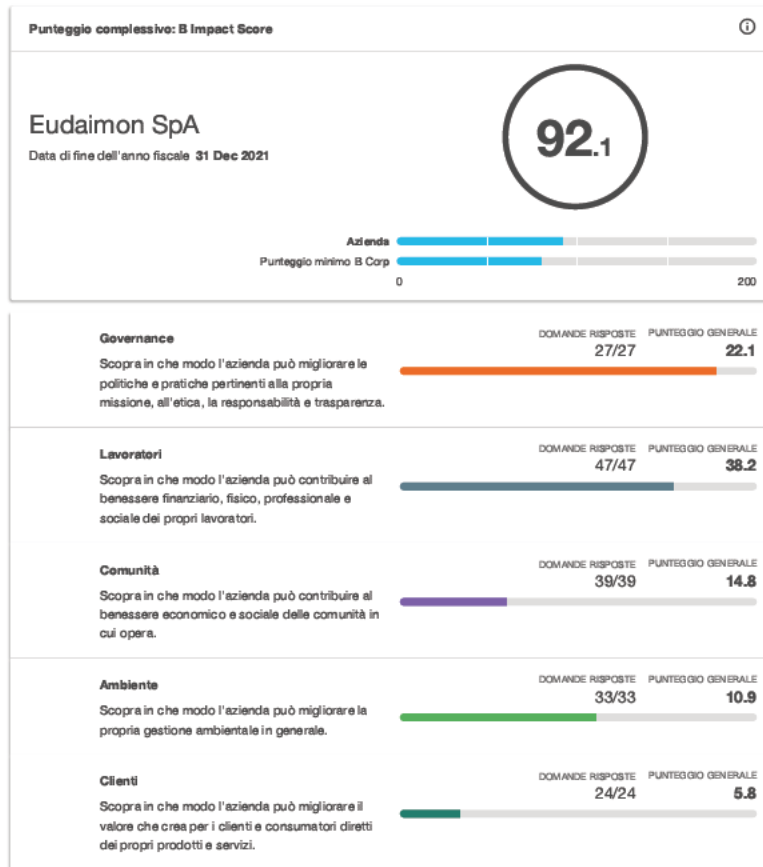 Punteggio complessivo: B Impact Score
Eudaimon SpA
Data di fine dell'anno fiscale 31 Dec 2021
92.1
Azienda
Punteggio minimo B Corp
0 200
Governance
Scopra in che modo l'azienda può migliorare le
politiche e pratiche pertinenti alla propria
missione, all'etica, la responsabilità e trasparenza.
DOMANDE RISPOSTE PUNTEGGIO GENERALE
27/27 22.1
Lavoratori
Scopra in che modo l'azienda può contribuire al
benessere finanziario, fisico, professionale e
sociale dei propri lavoratori.
DOMANDE RISPOSTE PUNTEGGIO GENERALE
47/47 38.2
Comunità
Scopra in che modo l'azienda può contribuire al
benessere economico e sociale delle comunità in
cui opera.
DOMANDE RISPOSTE PUNTEGGIO GENERALE
39/39 14.8
Ambiente
Scopra in che modo l'azienda può migliorare la
propria gestione ambientale in generale.
DOMANDE RISPOSTE PUNTEGGIO GENERALE
33/33 10.9
Clienti
Scopra in che modo l'azienda può migliorare il
valore che crea per i clienti e consumatori diretti
dei propri prodotti e servizi.
DOMANDE RISPOSTE PUNTEGGIO GENERALE
24/24 5.8